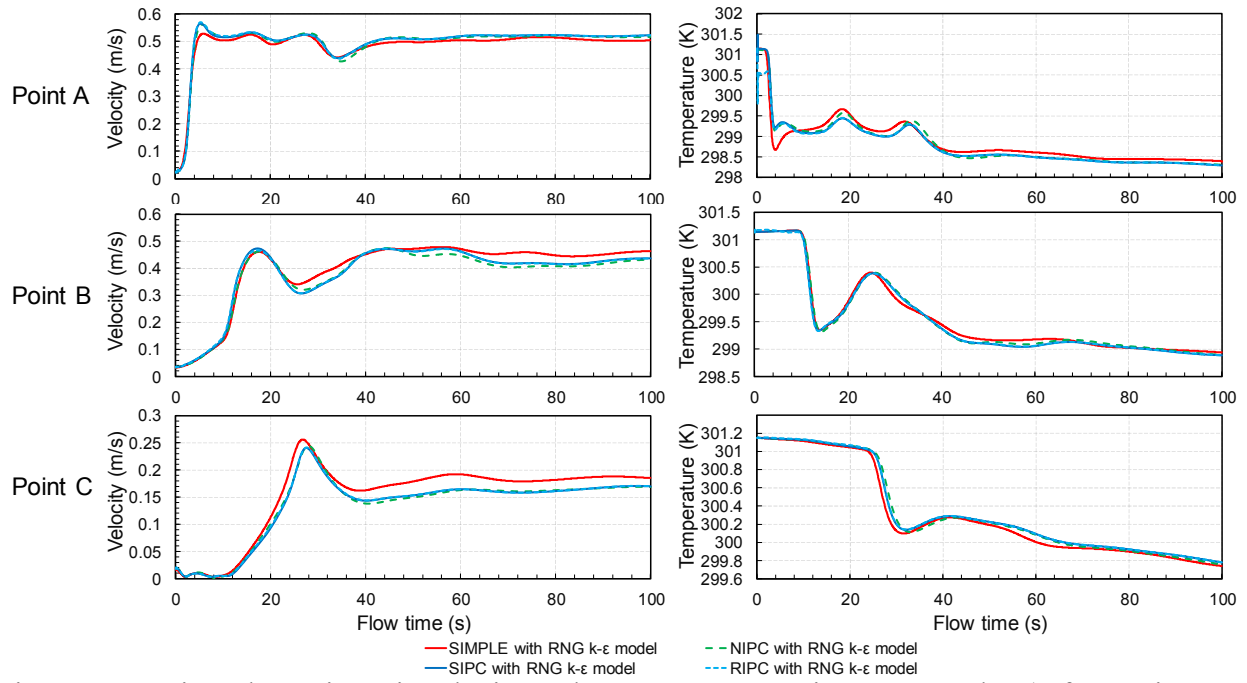 Point A
Velocity (m/s)
0.6
0.5
0.4
0.3
0.2
0.1
0
0 20 40 60 80 100
Temperature (K)
302
301.5
301
300.5
300
299.5
299
298.5
298
0 20 40 60 80 100
Point B
Velocity (m/s)
0.6
0.5
0.4
0.3
0.2
0.1
0
0 20 40 60 80 100
Temperature (K)
301.5
301
300.5
300
299.5
299
298.5
0 20 40 60 80 100
Point C
Velocity (m/s)
0.3
0.25
0.2
0.15
0.1
0.05
0
0 20 40 60 80 100
Flow time (s)
Temperature (K)
301.2
301
300.8
300.6
300.4
300.2
300
299.8
299.6
0 20 40 60 80 100
Flow time (s)
SIMPLE with RNG k-ε model
NIPC with RNG k-ε model
SIPC with RNG k-ε model
RIPC with RNG k-ε model